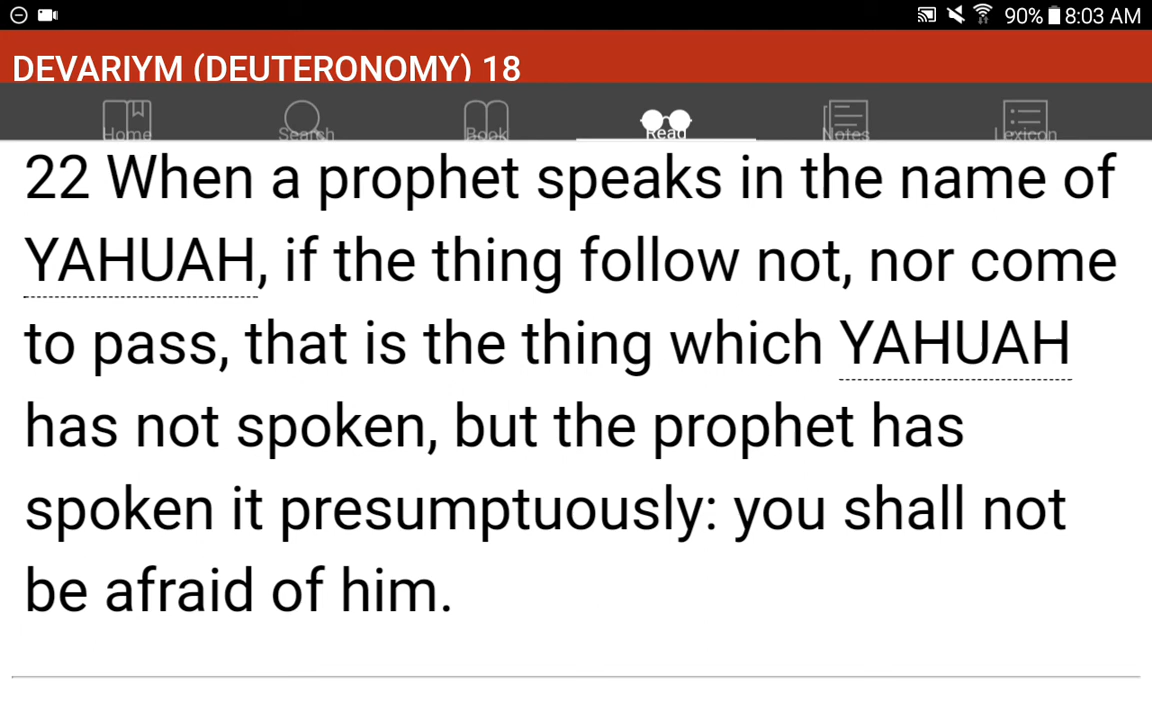 90% 8:03 AM
DEVARIYM (DEUTERONOMY) 18
Home Search Book Read Notes Lexicon
22 When a prophet speaks in the name of
YAHUAH, if the thing follow not, nor come
to pass, that is the thing which YAHUAH
has not spoken, but the prophet has
spoken it presumptuously: you shall not
be afraid of him.